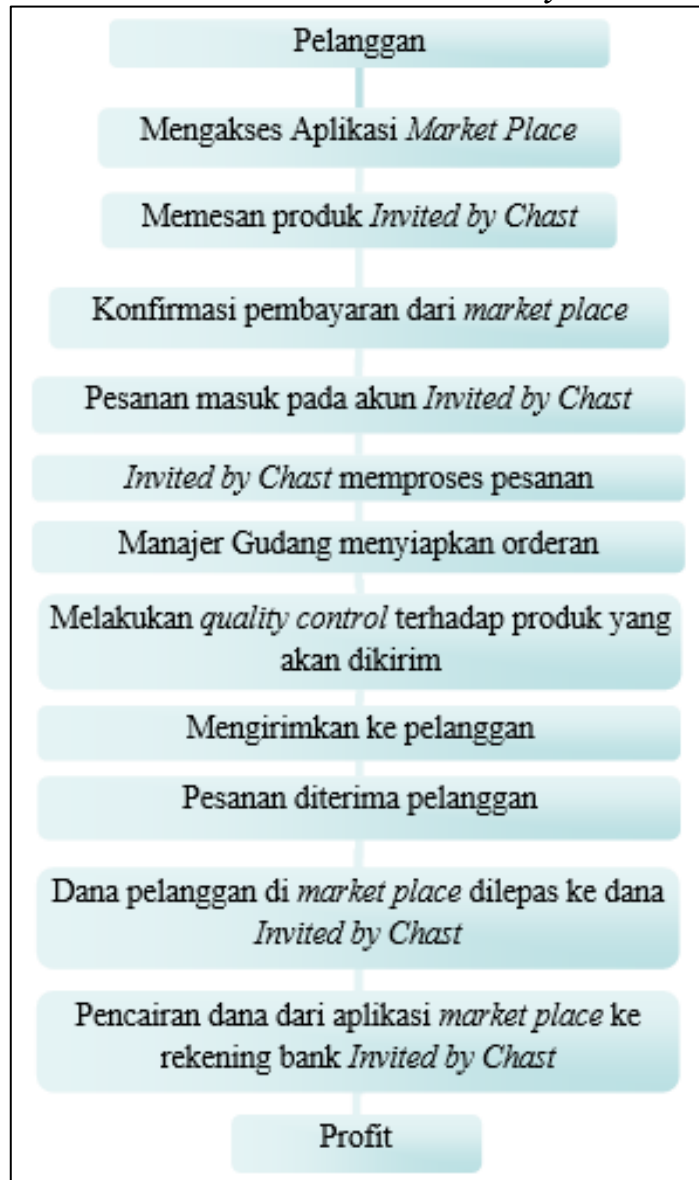 Pelanggan
Mengakses Aplikasi Market Place
Memesan produk Invited by Chast
Konfirmasi pembayaran dari market place
Pesanan masuk pada akun Invited by Chast
Invited by Chast memproses pesanan
Manajer Gudang menyiapkan orderan
Melakukan quality control terhadap produk yang
akan dikirim
Mengirimkan ke pelanggan
Pesanan diterima pelanggan
Dana pelanggan di market place dilepas ke dana
Invited by Chast
Pencairan dana dari aplikasi market place ke
rekening bank Invited by Chast
Profit